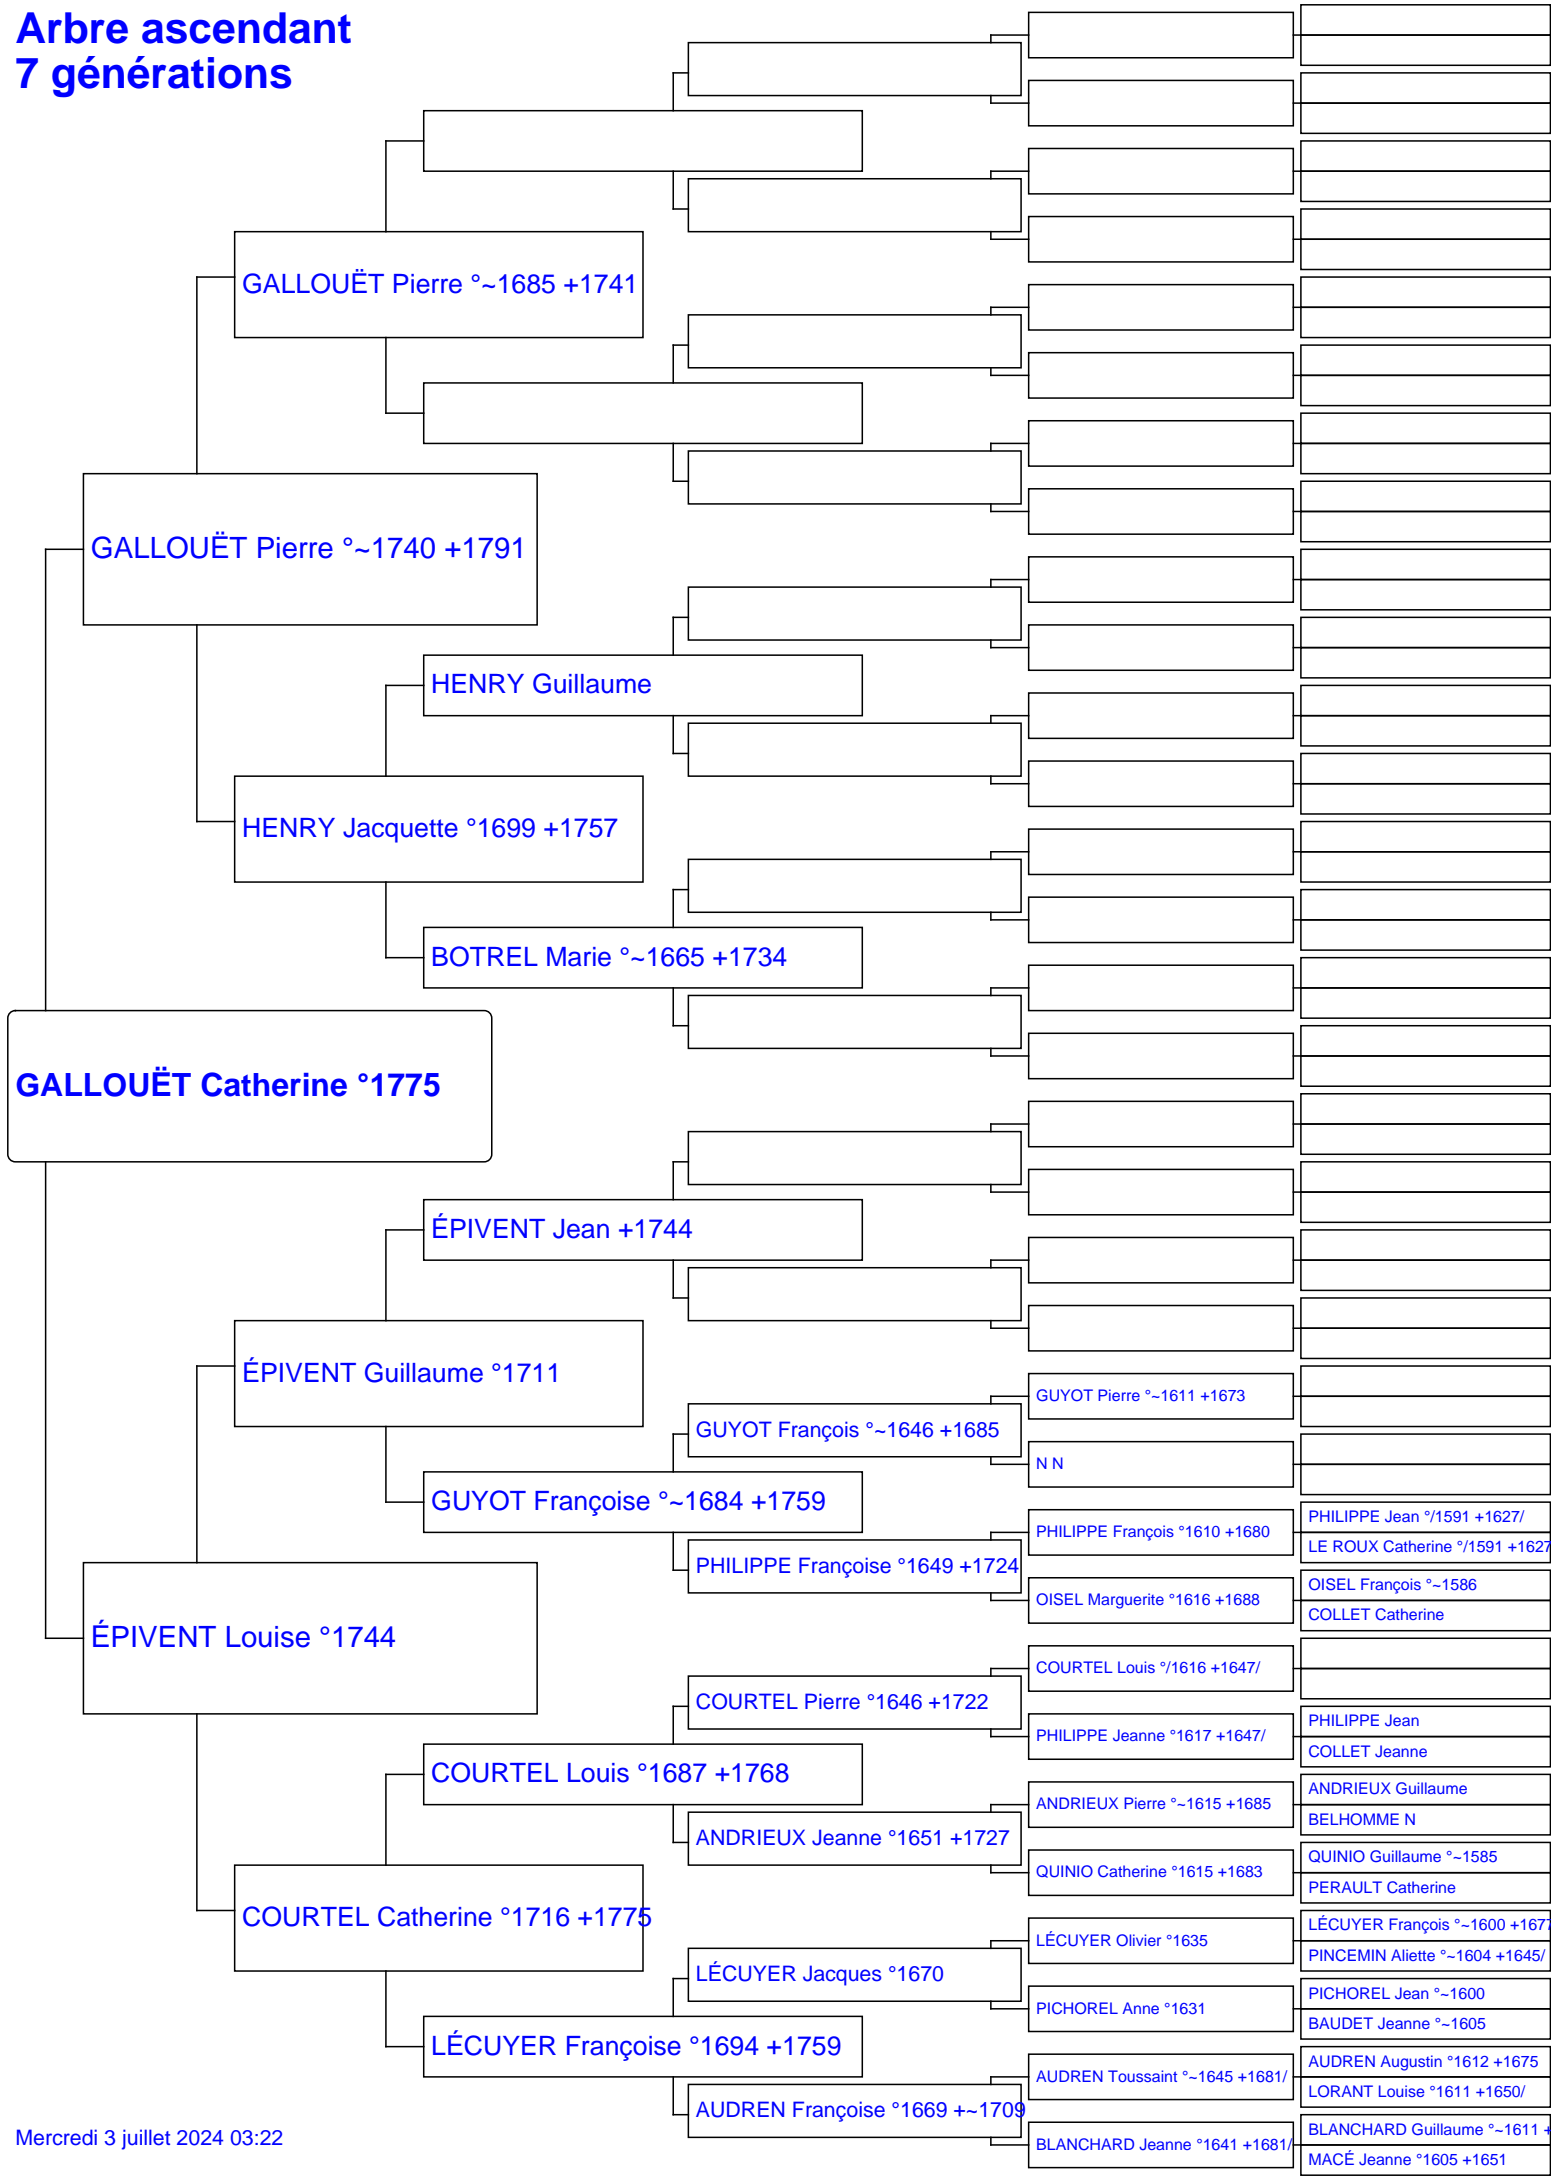 Arbre ascendant
7 générations
GALLOUËT Pierre °~1685 +1741
GALLOUËT Pierre °~1740 +1791
HENRY Guillaume
HENRY Jacquette °1699 +1757
BOTREL Marie °~1665 +1734
GALLOUËT Catherine °1775
ÉPIVENT Jean +1744
ÉPIVENT Guillaume °1711
GUYOT Pierre °~1611 +1673
GUYOT François °~1646 +1685
N N
GUYOT Françoise °~1684 +1759
PHILIPPE Jean °/1591 +1627/
PHILIPPE François °1610 +1680
LE ROUX Catherine °/1591 +1627
PHILIPPE Françoise °1649 +1724
OISEL François °~1586
OISEL Marguerite °1616 +1688
COLLET Catherine
ÉPIVENT Louise °1744
COURTEL Louis °/1616 +1647/
COURTEL Pierre °1646 +1722
PHILIPPE Jean
PHILIPPE Jeanne °1617 +1647/
COLLET Jeanne
COURTEL Louis °1687 +1768
ANDRIEUX Guillaume
ANDRIEUX Pierre °~1615 +1685
BELHOMME N
ANDRIEUX Jeanne °1651 +1727
QUINIO Guillaume °~1585
QUINIO Catherine °1615 +1683
PERAULT Catherine
COURTEL Catherine °1716 +1775
LÉCUYER François °~1600 +1677
LÉCUYER Olivier °1635
PINCEMIN Aliette °~1604 +1645/
LÉCUYER Jacques °1670
PICHOREL Jean °~1600
PICHOREL Anne °1631
BAUDET Jeanne °~1605
LÉCUYER Françoise °1694 +1759
AUDREN Augustin °1612 +1675
AUDREN Toussaint °~1645 +1681/
LORANT Louise °1611 +1650/
AUDREN Françoise °1669 +~1709
BLANCHARD Guillaume °~1611 +
BLANCHARD Jeanne °1641 +1681/
MACÉ Jeanne °1605 +1651
Mercredi 3 juillet 2024 03:22